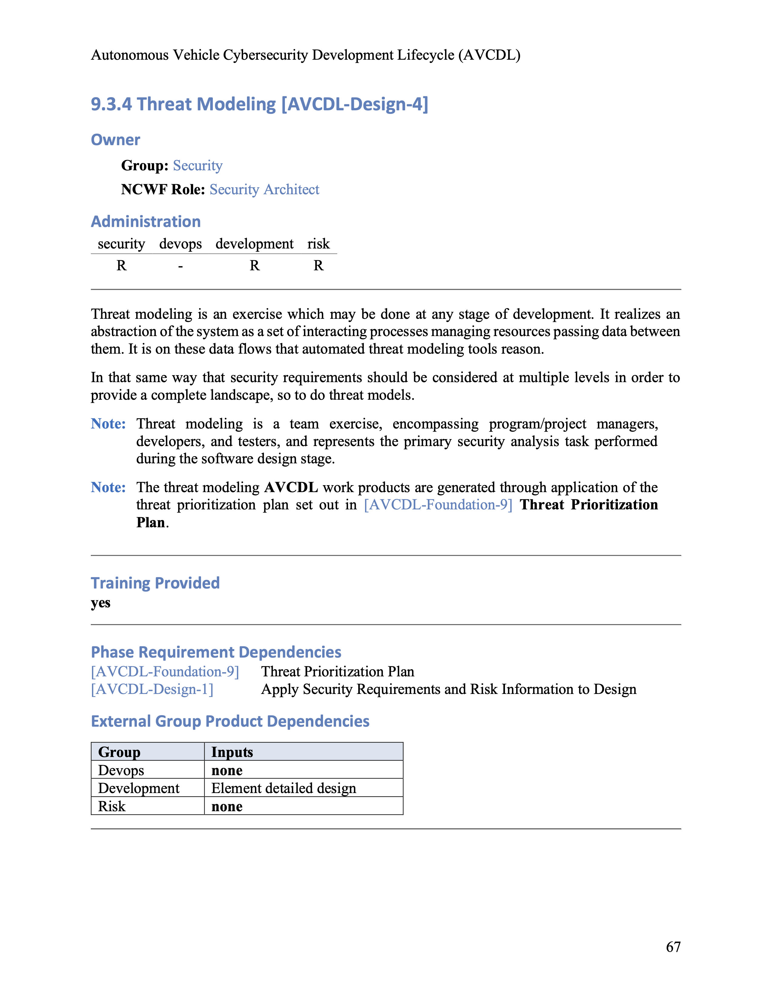 Autonomous Vehicle Cybersecurity Development Lifecycle (AVCDL)
9.3.4 Threat Modeling [AVCDL-Design-4]
Owner
Group: Security
NCWF Role: Security Architect
Administration
security devops development risk
R - R R
Threat modeling is an exercise which may be done at any stage of development. It realizes an
abstraction of the system as a set of interacting processes managing resources passing data between
them. It is on these data flows that automated threat modeling tools reason.
In that same way that security requirements should be considered at multiple levels in order to
provide a complete landscape, so to do threat models.
Note: Threat modeling is a team exercise, encompassing program/project managers,
developers, and testers, and represents the primary security analysis task performed
during the software design stage.
Note: The threat modeling AVCDL work products are generated through application of the
threat prioritization plan set out in [AVCDL-Foundation-9] Threat Prioritization
Plan.
Training Provided
yes
Phase Requirement Dependencies
[AVCDL-Foundation-9] Threat Prioritization Plan
[AVCDL-Design-1] Apply Security Requirements and Risk Information to Design
External Group Product Dependencies
Group Inputs
Devops none
Development Element detailed design
Risk none
67